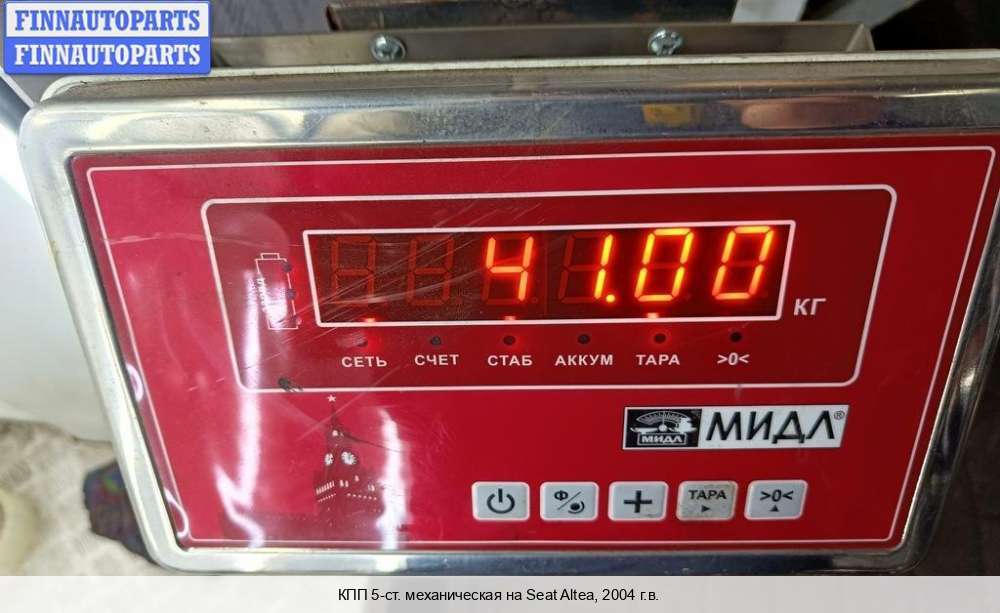 FINNAUTOPARTS
FINNAUTOPARTS
41.00
КГ
СЕТЬ СЧЕТ СТАБ АККУМ ТАРА >0<
МИДЛ МИДЛ®
Ф/ + ТАРА >0<
КПП 5-ст. механическая на Seat Altea, 2004 г.в.